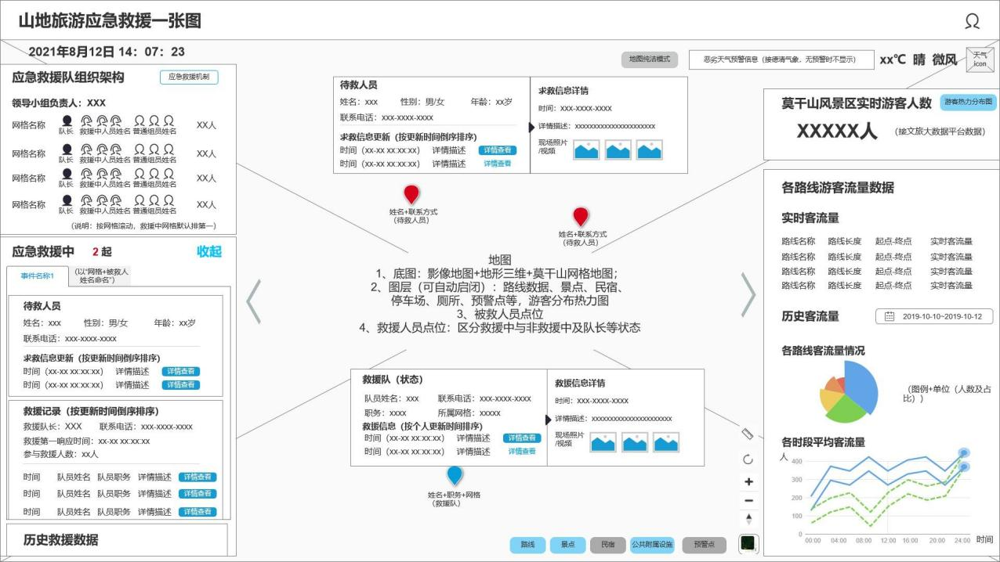 山地旅游应急救援一张图
2021年8月12日 14：07：23
地图纯洁模式
恶劣天气预警信息（接德清气象，无预警时不显示）
xx℃ 晴 微风
天气
icon
应急救援队组织架构
应急救援机制
领导小组负责人：XXX
网格名称 队长 救援中人员姓名 普通组员姓名 XX人
网格名称 队长 救援中人员姓名 普通组员姓名 XX人
网格名称 队长 救援中人员姓名 普通组员姓名 XX人
网格名称 队长 救援中人员姓名 普通组员姓名 XX人
（说明：按网格滚动，救援中网格默认排第一）
应急救援中 2 起 收起
事件名称1
（以“网格+被救人
姓名命名”）
待救人员
姓名：xxx 性别：男/女 年龄：xx岁
联系电话：xxx-xxxx-xxxx
求救信息更新（按更新时间倒序排序）
时间（xx-xx xx:xx:xx） 详情描述 详情查看
时间（xx-xx xx:xx:xx） 详情描述 详情查看
救援记录（按更新时间倒序排序）
救援队长：XXX 联系电话：xxx-xxxx-xxxx
救援第一响应时间：xx-xx xx:xx:xx
参与救援人数：xx人
时间 队员姓名 队员职务 详情描述 详情查看
时间 队员姓名 队员职务 详情描述 详情查看
时间 队员姓名 队员职务 详情描述 详情查看
历史救援数据
待救人员
姓名：xxx 性别：男/女 年龄：xx岁
联系电话：xxx-xxxx-xxxx
求救信息更新（按更新时间倒序排序）
时间（xx-xx xx:xx:xx） 详情描述 详情查看
时间（xx-xx xx:xx:xx） 详情描述 详情查看
求救信息详情
时间：xxx-xxxx-xxxx
详情描述：xxxxxxxxxxxxxxxxxxxxxx
现场照片
/视频
姓名+联系方式
（待救人员）
姓名+联系方式
（待救人员）
地图
1、底图：影像地图+地形三维+莫干山网格地图；
2、图层（可自动启闭）：路线数据、景点、民宿、
停车场、厕所、预警点等，游客分布热力图
3、被救人员点位
4、救援人员点位：区分救援中与非救援中及队长等状态
救援队（状态）
队员姓名：xxx 联系电话：xxx-xxxx-xxxx
职务：xxxx 所属网格：xxxxx
救援信息（按个人更新时间排序）
时间（xx-xx xx:xx:xx） 详情描述 详情查看
时间（xx-xx xx:xx:xx） 详情描述 详情查看
救援信息详情
时间：xxx-xxxx-xxxx
详情描述：xxxxxxxxxxxxxxxxxxxxxx
现场照片
/视频
姓名+职务+网格
（救援队）
路线 景点 民宿 公共附属设施 预警点
莫干山风景区实时游客人数 游客热力分布图
XXXXX人 （接文旅大数据平台数据）
各路线游客流量数据
实时客流量
路线名称 路线长度 起点-终点 实时客流量
路线名称 路线长度 起点-终点 实时客流量
路线名称 路线长度 起点-终点 实时客流量
路线名称 路线长度 起点-终点 实时客流量
历史客流量 2019-10-10~2019-10-12
各路线客流量情况
（图例+单位（人数及占
比））
各时段平均客流量
人
400
300
200
100
0
00:00 04:00 08:00 12:00 16:00 20:00 24:00 时间